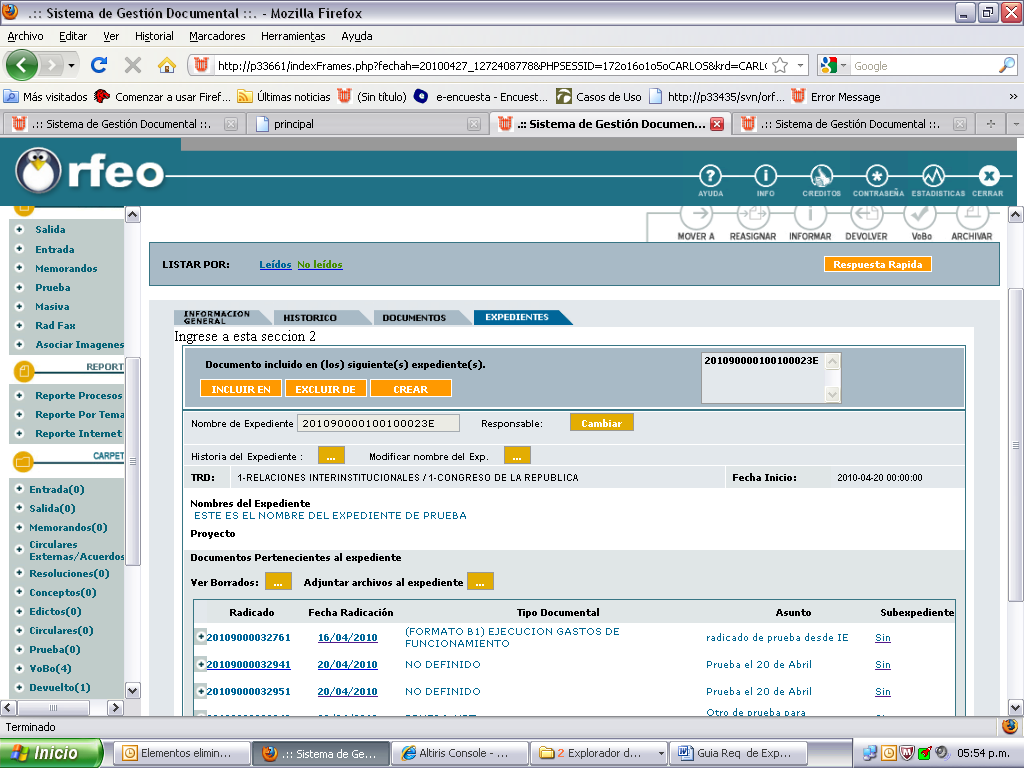 .:: Sistema de Gestión Documental ::. - Mozilla Firefox
Archivo Editar Ver Historial Marcadores Herramientas Ayuda
http://p33661/indexFrames.php?fechah=20100427_1272408778&PHPSESSID=172o16o1o5oCARLOS&krd=CARL
Google
Más visitados Comenzar a usar Firef... Últimas noticias (Sin título) e-encuesta - Encuest... Casos de Uso http://p33435/svn/orf... Error Message »
.:: Sistema de Gestión Documental ::. principal .:: Sistema de Gestión Documen... .:: Sistema de Gestión Documental ::.
rfeo
AYUDA INFO CREDITOS CONTRASEÑA ESTADISTICAS CERRAR
MOVER A REASIGNAR INFORMAR DEVOLVER VoBo ARCHIVAR
Salida
Entrada
Memorandos
Prueba
Masiva
Rad Fax
Asociar Imagenes
REPORT
Reporte Procesos
Reporte Por Tema
Reporte Internet
CARPET
Entrada(0)
Salida(0)
Memorandos(0)
Circulares
Externas/Acuerdos
Resoluciones(0)
Conceptos(0)
Edictos(0)
Circulares(0)
Prueba(0)
VoBo(4)
Devuelto(1)
LISTAR POR: Leídos No leídos Respuesta Rapida
INFORMACION
GENERAL
HISTORICO DOCUMENTOS EXPEDIENTES
Ingrese a esta seccion 2
Documento incluido en (los) siguiente(s) expediente(s). 201090000100100023E
INCLUIR EN EXCLUIR DE CREAR
Nombre de Expediente 201090000100100023E Responsable: Cambiar
Historia del Expediente : ... Modificar nombre del Exp. ...
TRD: 1-RELACIONES INTERINSTITUCIONALES / 1-CONGRESO DE LA REPUBLICA Fecha Inicio: 2010-04-20 00:00:00
Nombres del Expediente
ESTE ES EL NOMBRE DEL EXPEDIENTE DE PRUEBA
Proyecto
Documentos Pertenecientes al expediente
Ver Borrados: ... Adjuntar archivos al expediente ...
Radicado Fecha Radicación Tipo Documental Asunto Subexpediente
20109000032761 16/04/2010 (FORMATO B1) EJECUCION GASTOS DE FUNCIONAMIENTO radicado de prueba desde IE Sin
20109000032941 20/04/2010 NO DEFINIDO Prueba el 20 de Abril Sin
20109000032951 20/04/2010 NO DEFINIDO Prueba el 20 de Abril Sin
Otro de prueba para
Terminado
Inicio Elementos elimin... .:: Sistema de Ge... Altiris Console - ... 2 Explorador d... Guia Req de Exp... 05:54 p.m.